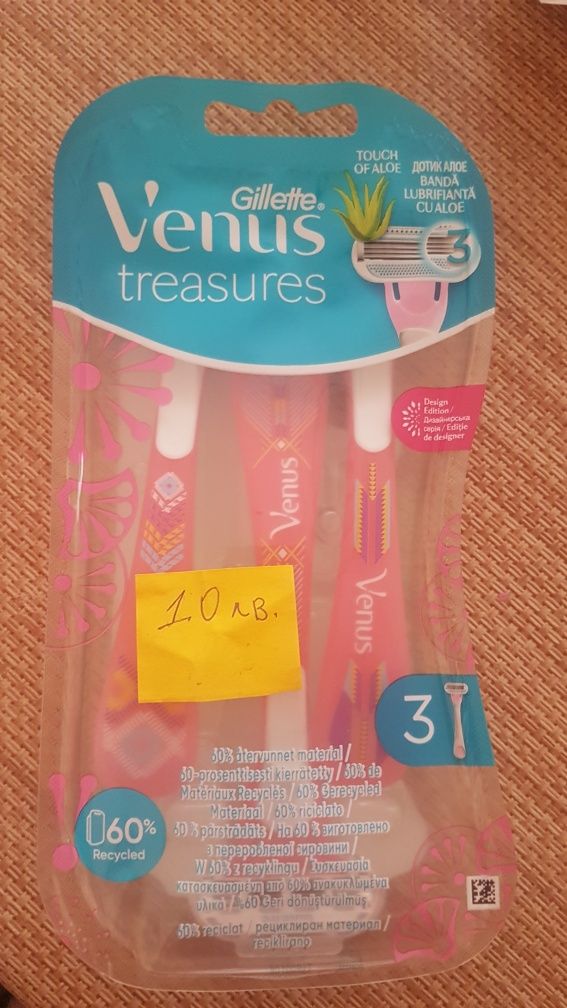 TOUCH
OF ALOE
ДОТИК АЛОЕ
BANDĂ
LUBRIFIANTĂ
CU ALOE
Gillette®
Venus
treasures
3
Design
Edition /
Дизайнерська
серія / Ediție
de designer
Venus
Venus
10 лв.
3
60% återvunnet material /
60-prosenttisesti kierrätetty / 60% de
Matériaux Recyclés / 60% Gerecycled
Materiaal / 60% riciclato /
60 % pārstrādāts / На 60 % виготовлено
з переробленої сировини /
W 60% z recyklingu / Συσκευασία
κατασκευασμένη από 60% ανακυκλωμένα
υλικά / %60 Geri dönüştürülmüş
60% reciclat / рециклиран материал /
reciklirano
60%
Recycled